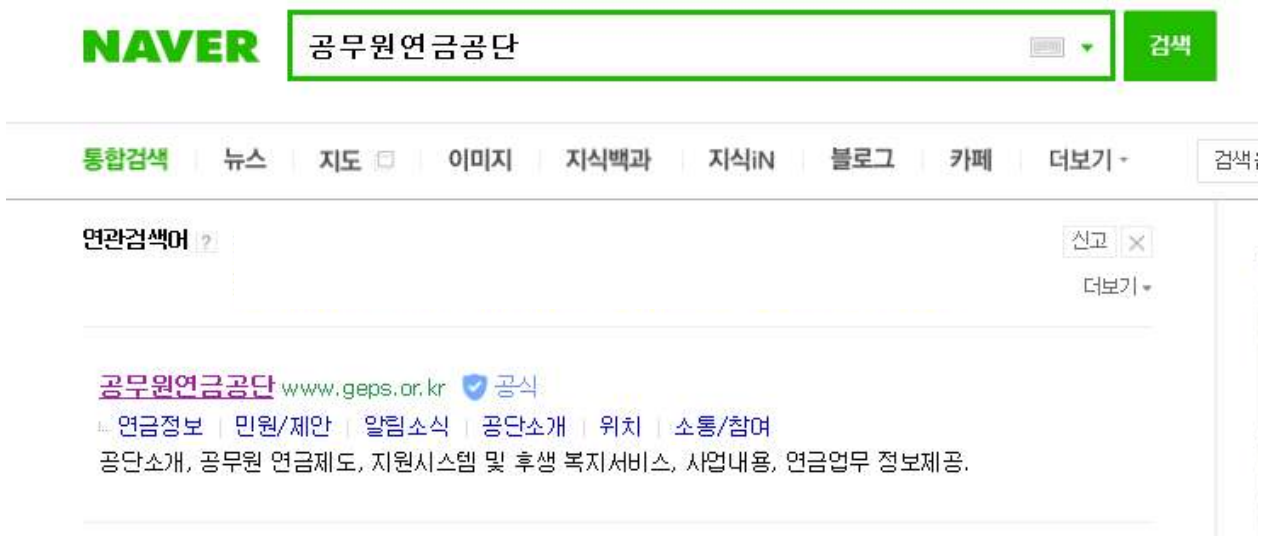 NAVER 공무원연금공단 검색
통합검색 뉴스 지도 이미지 지식백과 지식iN 블로그 카페 더보기 검색
연관검색어 ? 신고
더보기
공무원연금공단 www.geps.or.kr 공식
연금정보 민원/제안 알림소식 공단소개 위치 소통/참여
공단소개, 공무원 연금제도, 지원시스템 및 후생 복지서비스, 사업내용, 연금업무 정보제공.